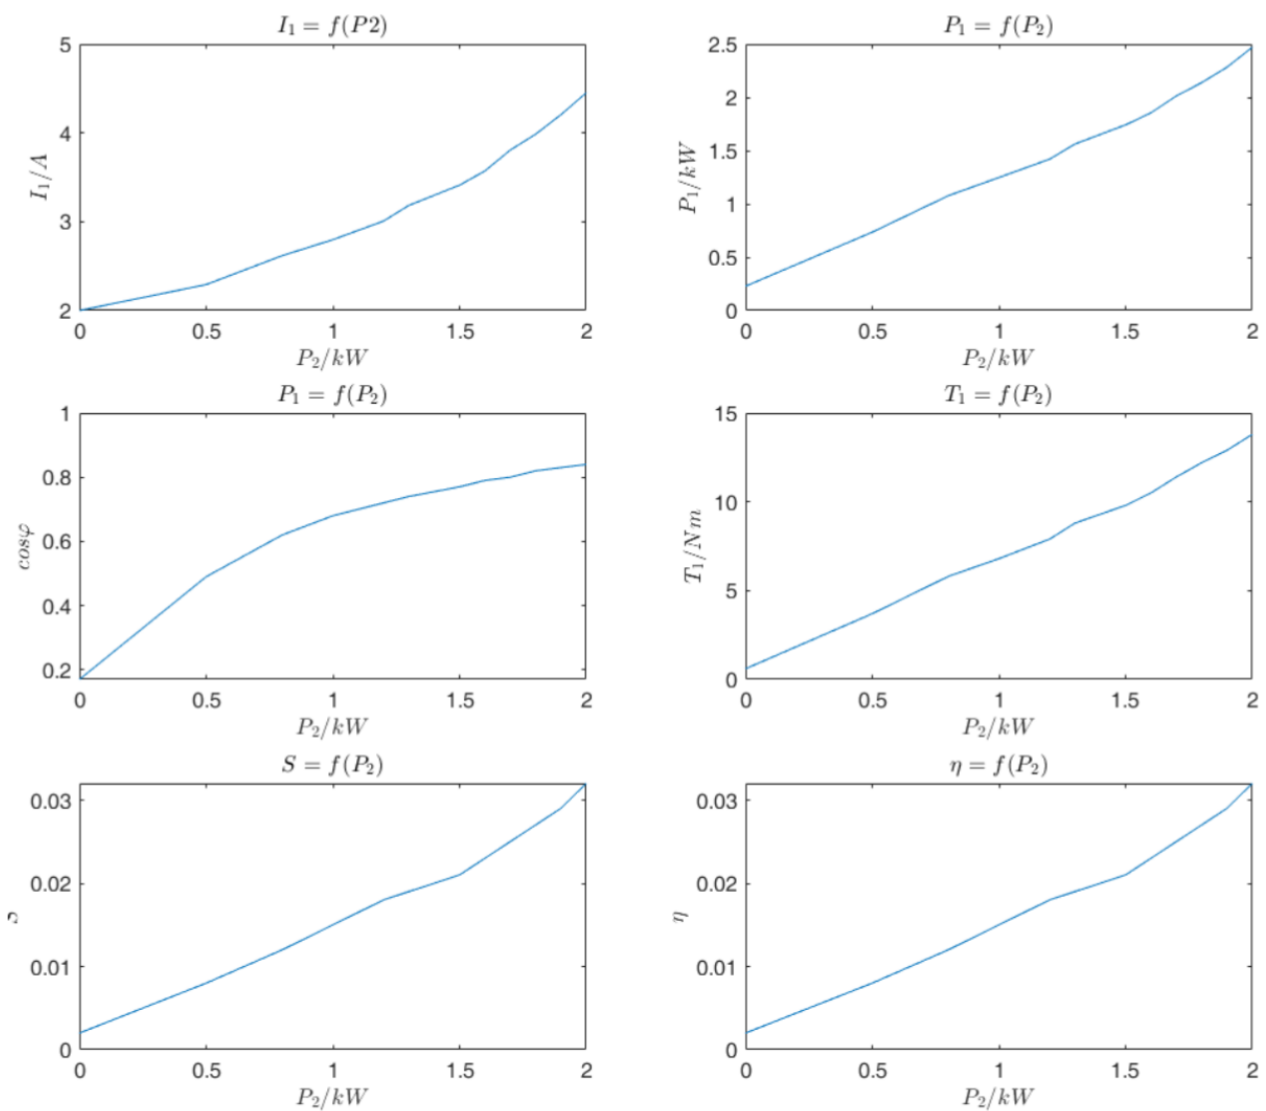 I₁ = f(P2)
5
4
3
2
I₁/A
0 0.5 1 1.5 2
P₂/kW
P₁ = f(P₂)
2.5
2
1.5
1
0.5
0
P₁/kW
0 0.5 1 1.5 2
P₂/kW
P₁ = f(P₂)
1
0.8
0.6
0.4
0.2
cosφ
0 0.5 1 1.5 2
P₂/kW
T₁ = f(P₂)
15
10
5
0
T₁/Nm
0 0.5 1 1.5 2
P₂/kW
S = f(P₂)
0.03
0.02
0.01
0
0 0.5 1 1.5 2
P₂/kW
η = f(P₂)
0.03
0.02
0.01
0
η
0 0.5 1 1.5 2
P₂/kW